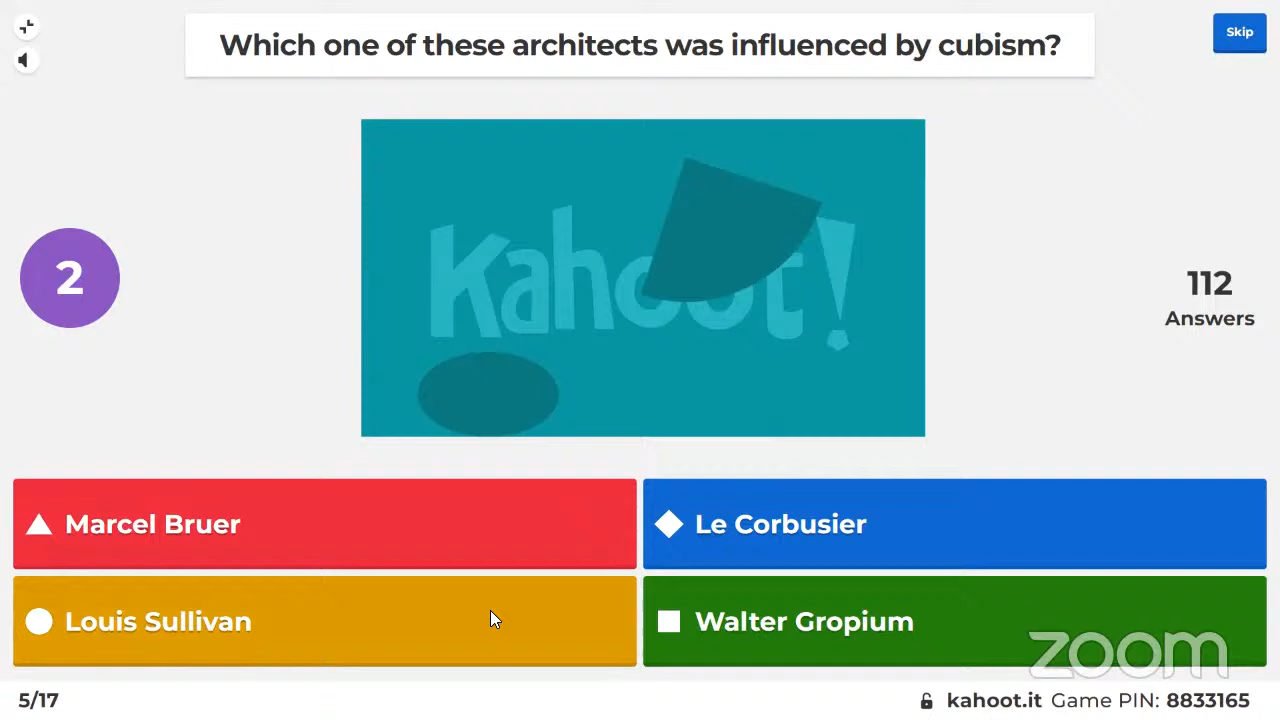 Which one of these architects was influenced by cubism?
Skip
Kahoot!
2
112
Answers
Marcel Bruer
Le Corbusier
Louis Sullivan
Walter Gropium
zoom
5/17
kahoot.it Game PIN: 8833165